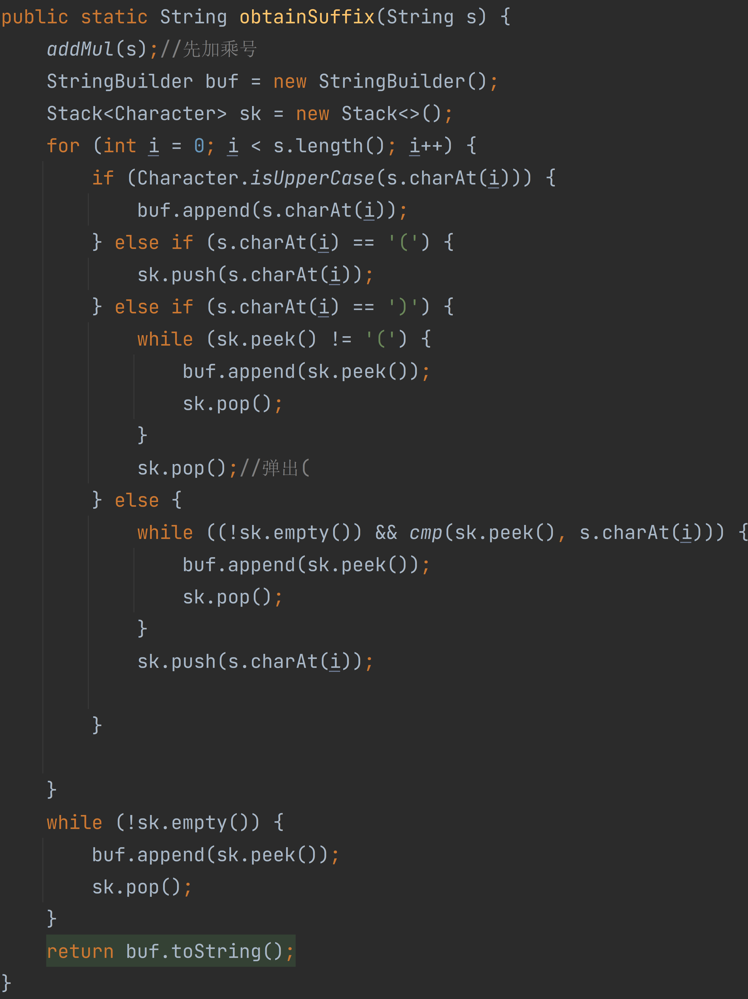 public static String obtainSuffix(String s) {
    addMul(s);//先加乘号
    StringBuilder buf = new StringBuilder();
    Stack<Character> sk = new Stack<>();
    for (int i = 0; i < s.length(); i++) {
        if (Character.isUpperCase(s.charAt(i))) {
            buf.append(s.charAt(i));
        } else if (s.charAt(i) == '(') {
            sk.push(s.charAt(i));
        } else if (s.charAt(i) == ')') {
            while (sk.peek() != '(') {
                buf.append(sk.peek());
                sk.pop();
            }
            sk.pop();//弹出(
        } else {
            while ((!sk.empty()) && cmp(sk.peek(), s.charAt(i))) {
                buf.append(sk.peek());
                sk.pop();
            }
            sk.push(s.charAt(i));
        }
    }
    while (!sk.empty()) {
        buf.append(sk.peek());
        sk.pop();
    }
    return buf.toString();
}